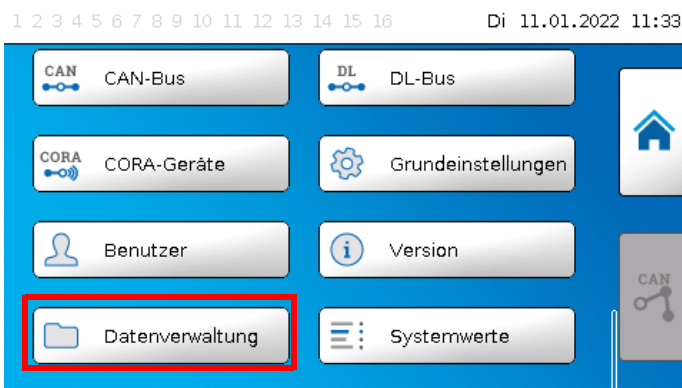 1 2 3 4 5 6 7 8 9 10 11 12 13 14 15 16 Di 11.01.2022 11:33
CAN CAN-Bus DL DL-Bus
CORA CORA-Geräte Grundeinstellungen
Benutzer i Version
CAN
Datenverwaltung Systemwerte